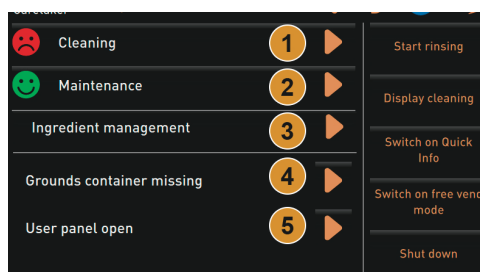 Caretaker
Cleaning
1
Start rinsing
Maintenance
2
Display cleaning
Ingredient management
3
Switch on Quick
Info
Grounds container missing
4
Switch on free vend
mode
User panel open
5
Shut down